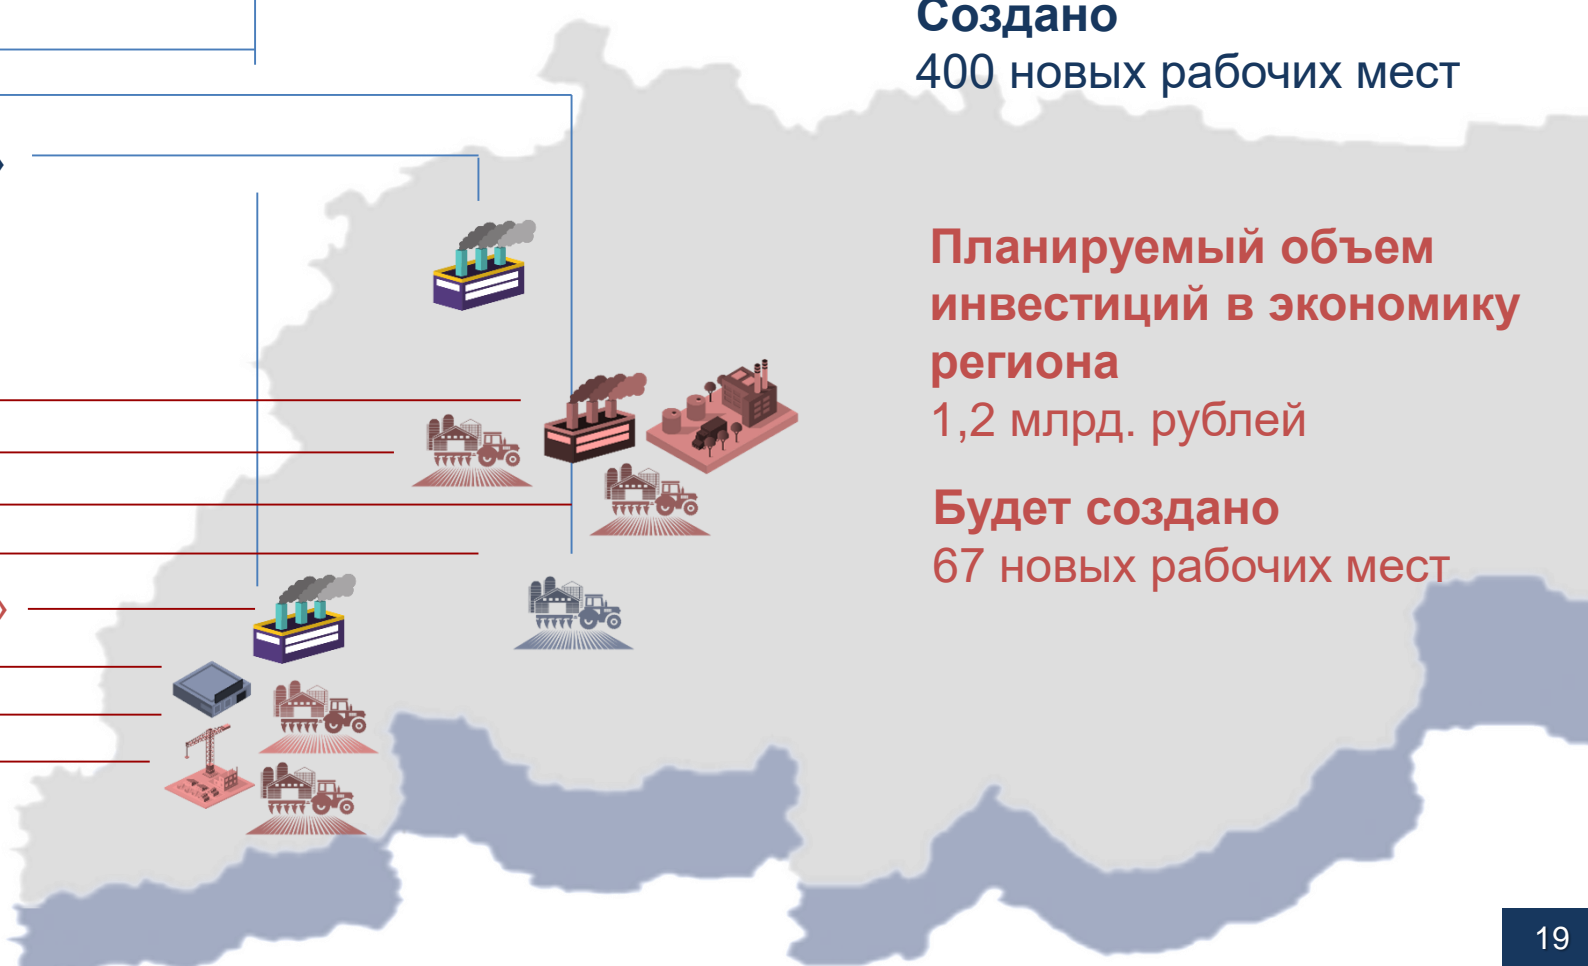 Создано
400 новых рабочих мест
»
Планируемый объем
инвестиций в экономику
региона
1,2 млрд. рублей
Будет создано
67 новых рабочих мест
»
19